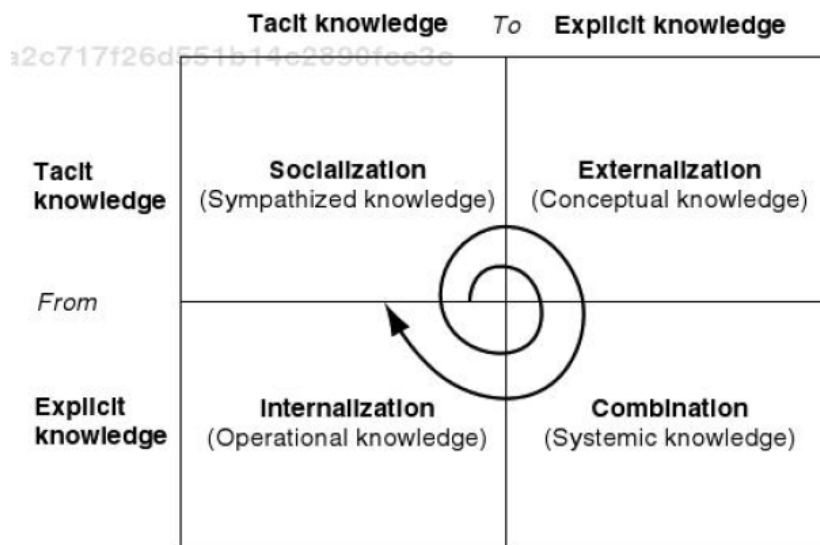 Tacit knowledge To Explicit knowledge
a2c717f26d551b14c2890fcc3c
Tacit
knowledge
Socialization
(Sympathized knowledge)
Externalization
(Conceptual knowledge)
From
Explicit
knowledge
Internalization
(Operational knowledge)
Combination
(Systemic knowledge)